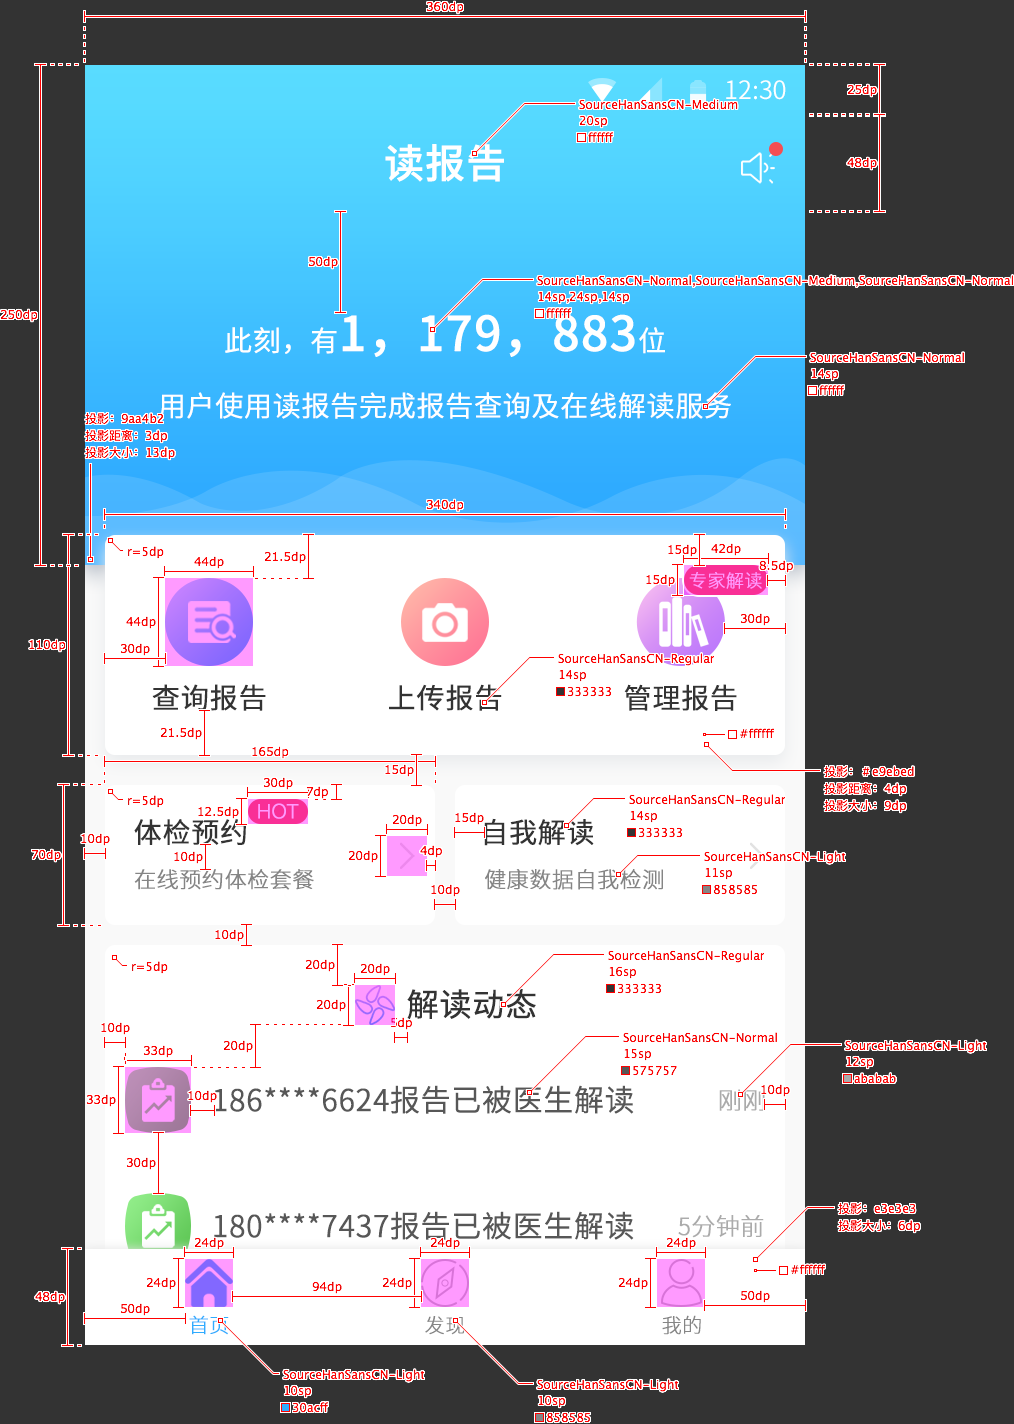 360dp
12:30
25dp
SourceHanSansCN-Medium
20sp
ffffff
读报告
48dp
50dp
250dp
SourceHanSansCN-Normal,SourceHanSansCN-Medium,SourceHanSansCN-Normal
14sp,24sp,14sp
ffffff
此刻，有1，179，883位
SourceHanSansCN-Normal
14sp
ffffff
用户使用读报告完成报告查询及在线解读服务
投影：9aa4b2
投影距离：3dp
投影大小：13dp
340dp
r=5dp
44dp
21.5dp
15dp
42dp
8.5dp
15dp
专家解读
44dp
30dp
30dp
110dp
SourceHanSansCN-Regular
14sp
333333
查询报告
上传报告
管理报告
21.5dp
#ffffff
165dp
15dp
投影：#e9ebed
投影距离：4dp
投影大小：9dp
30dp
7dp
r=5dp
12.5dp
HOT
SourceHanSansCN-Regular
14sp
333333
20dp
15dp
体检预约
自我解读
10dp
70dp
10dp
20dp
4dp
SourceHanSansCN-Light
11sp
858585
在线预约体检套餐
健康数据自我检测
10dp
10dp
r=5dp
20dp
20dp
SourceHanSansCN-Regular
16sp
333333
20dp
解读动态
5dp
10dp
20dp
33dp
SourceHanSansCN-Normal
15sp
575757
SourceHanSansCN-Light
12sp
ababab
33dp
10dp
186****6624报告已被医生解读
刚刚
10dp
30dp
投影：e3e3e3
投影大小：6dp
180****7437报告已被医生解读
5分钟前
24dp
24dp
24dp
#ffffff
24dp
94dp
24dp
24dp
48dp
50dp
50dp
首页
发现
我的
SourceHanSansCN-Light
10sp
30acff
SourceHanSansCN-Light
10sp
858585